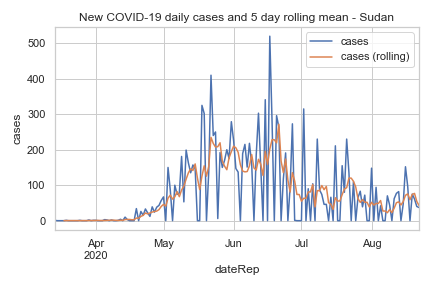 New COVID-19 daily cases and 5 day rolling mean - Sudan
cases
cases (rolling)
500
400
300
200
100
0
cases
Apr
2020
May
Jun
Jul
Aug
dateRep